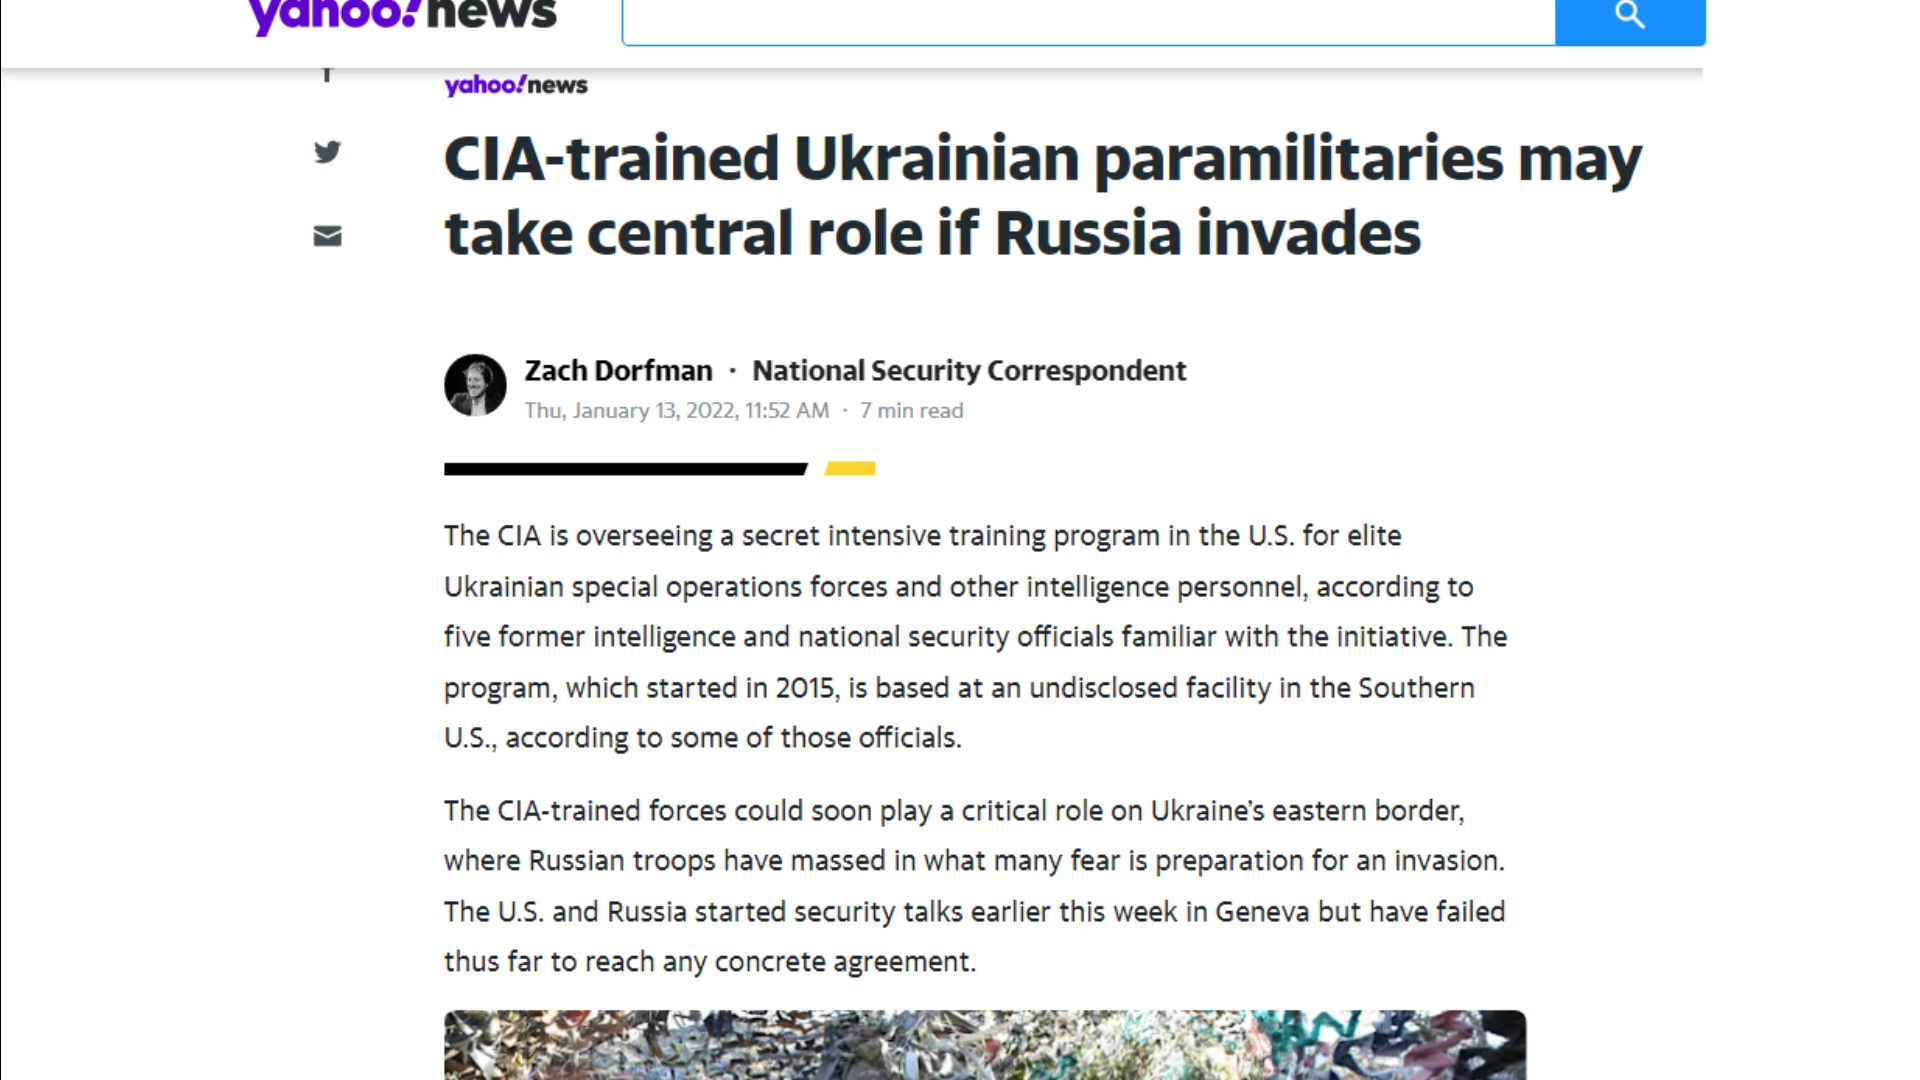 yahoo!news
yahoo!news
CIA-trained Ukrainian paramilitaries may
take central role if Russia invades
Zach Dorfman · National Security Correspondent
Thu, January 13, 2022, 11:52 AM · 7 min read
The CIA is overseeing a secret intensive training program in the U.S. for elite
Ukrainian special operations forces and other intelligence personnel, according to
five former intelligence and national security officials familiar with the initiative. The
program, which started in 2015, is based at an undisclosed facility in the Southern
U.S., according to some of those officials.
The CIA-trained forces could soon play a critical role on Ukraine’s eastern border,
where Russian troops have massed in what many fear is preparation for an invasion.
The U.S. and Russia started security talks earlier this week in Geneva but have failed
thus far to reach any concrete agreement.